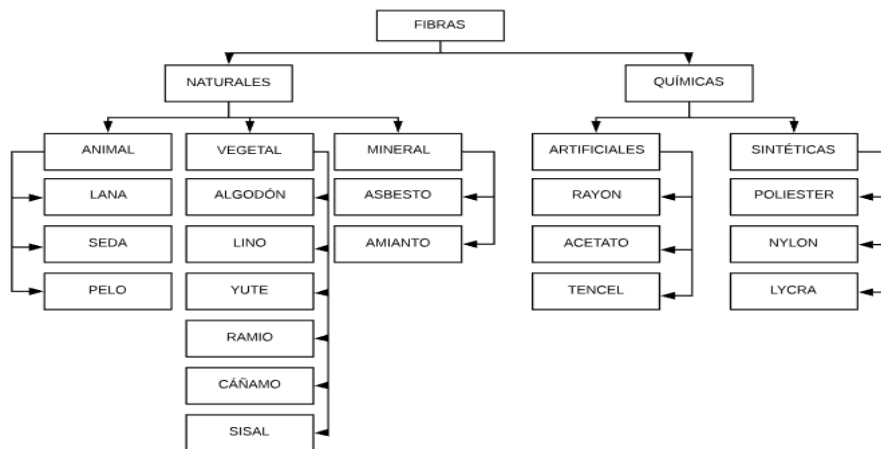 FIBRAS
NATURALES
QUÍMICAS
ANIMAL
VEGETAL
MINERAL
ARTIFICIALES
SINTÉTICAS
LANA
ALGODÓN
ASBESTO
RAYON
POLIESTER
SEDA
LINO
AMIANTO
ACETATO
NYLON
PELO
YUTE
TENCEL
LYCRA
RAMIO
CÁÑAMO
SISAL